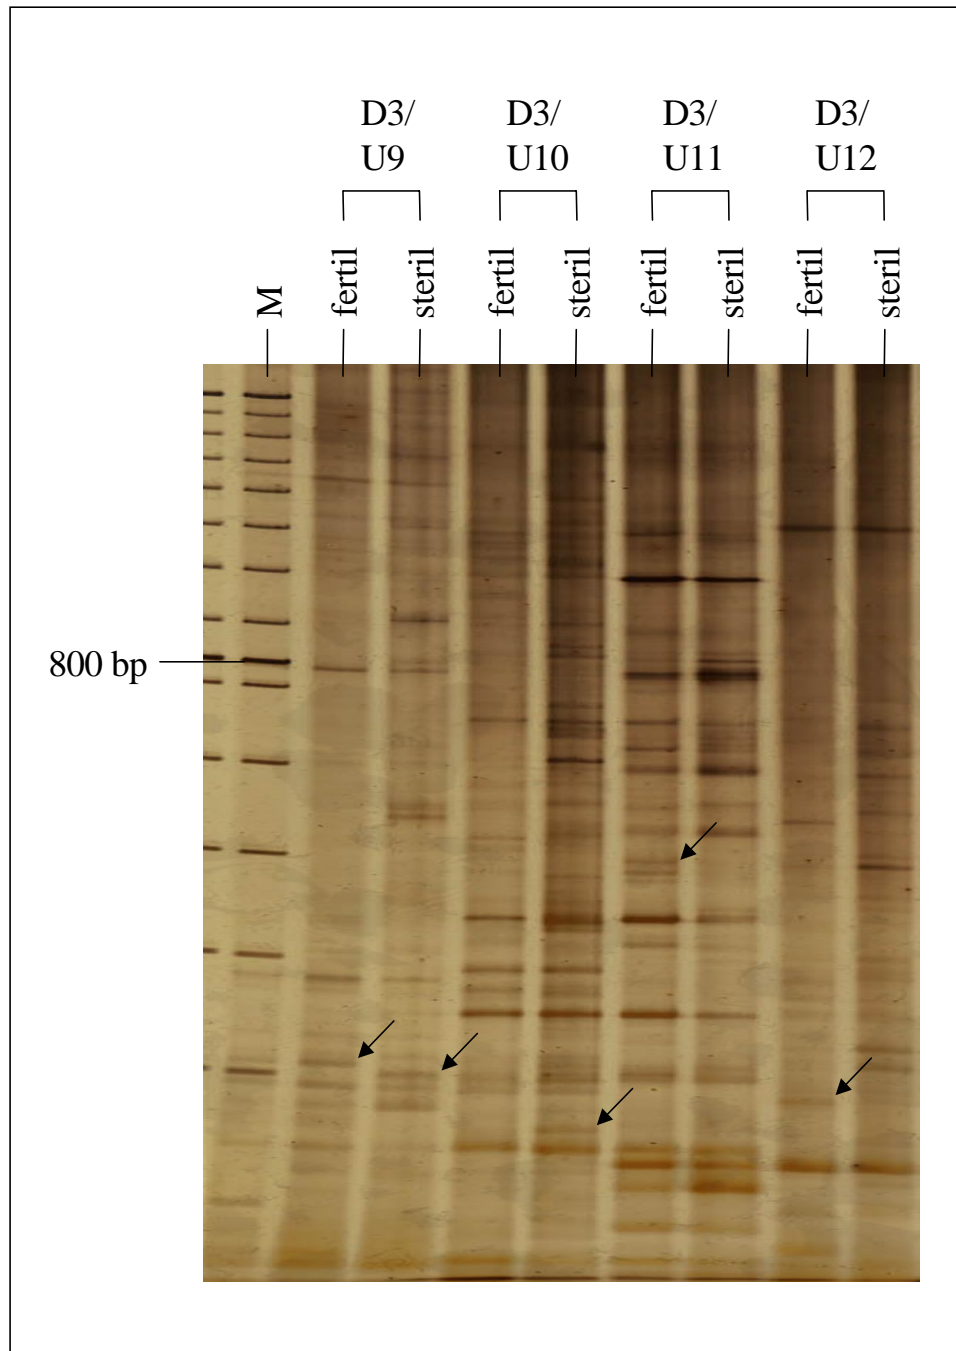 D3/
U9
D3/
U10
D3/
U11
D3/
U12
M
fertil
steril
fertil
steril
fertil
steril
fertil
steril
800 bp